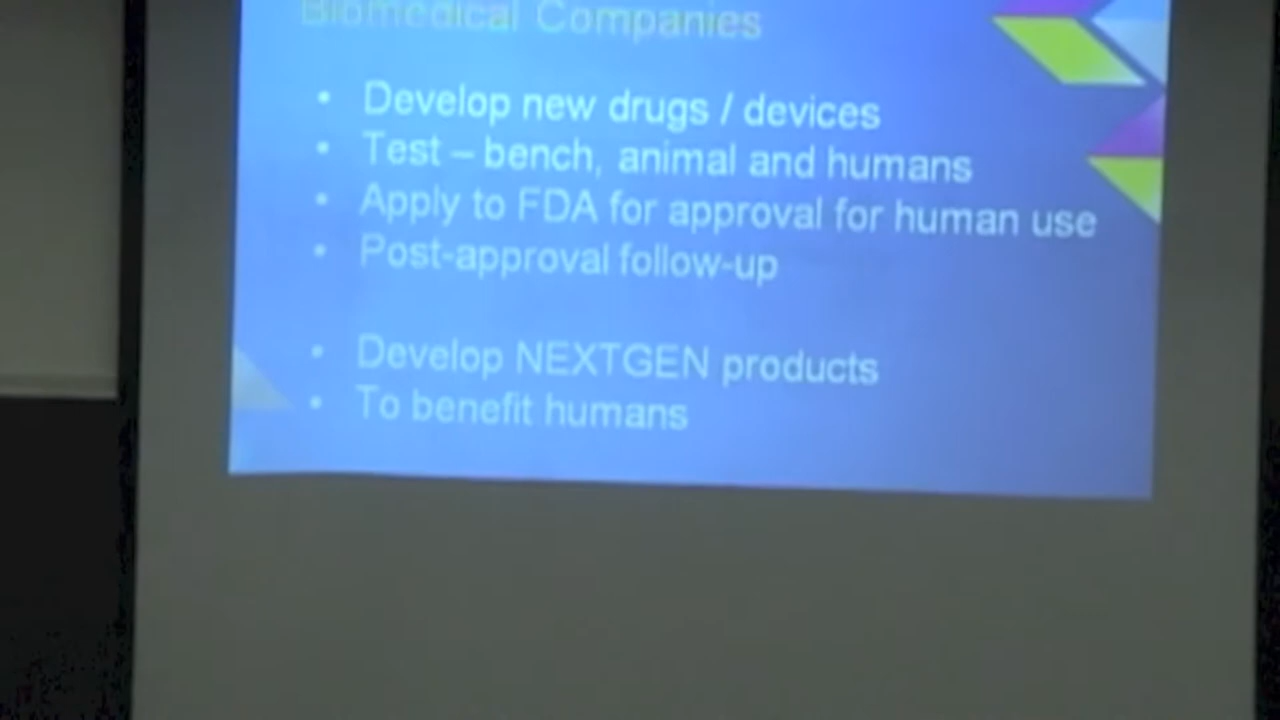 Biomedical Companies
• Develop new drugs / devices
• Test – bench, animal and humans
• Apply to FDA for approval for human use
• Post-approval follow-up
• Develop NEXTGEN products
• To benefit humans